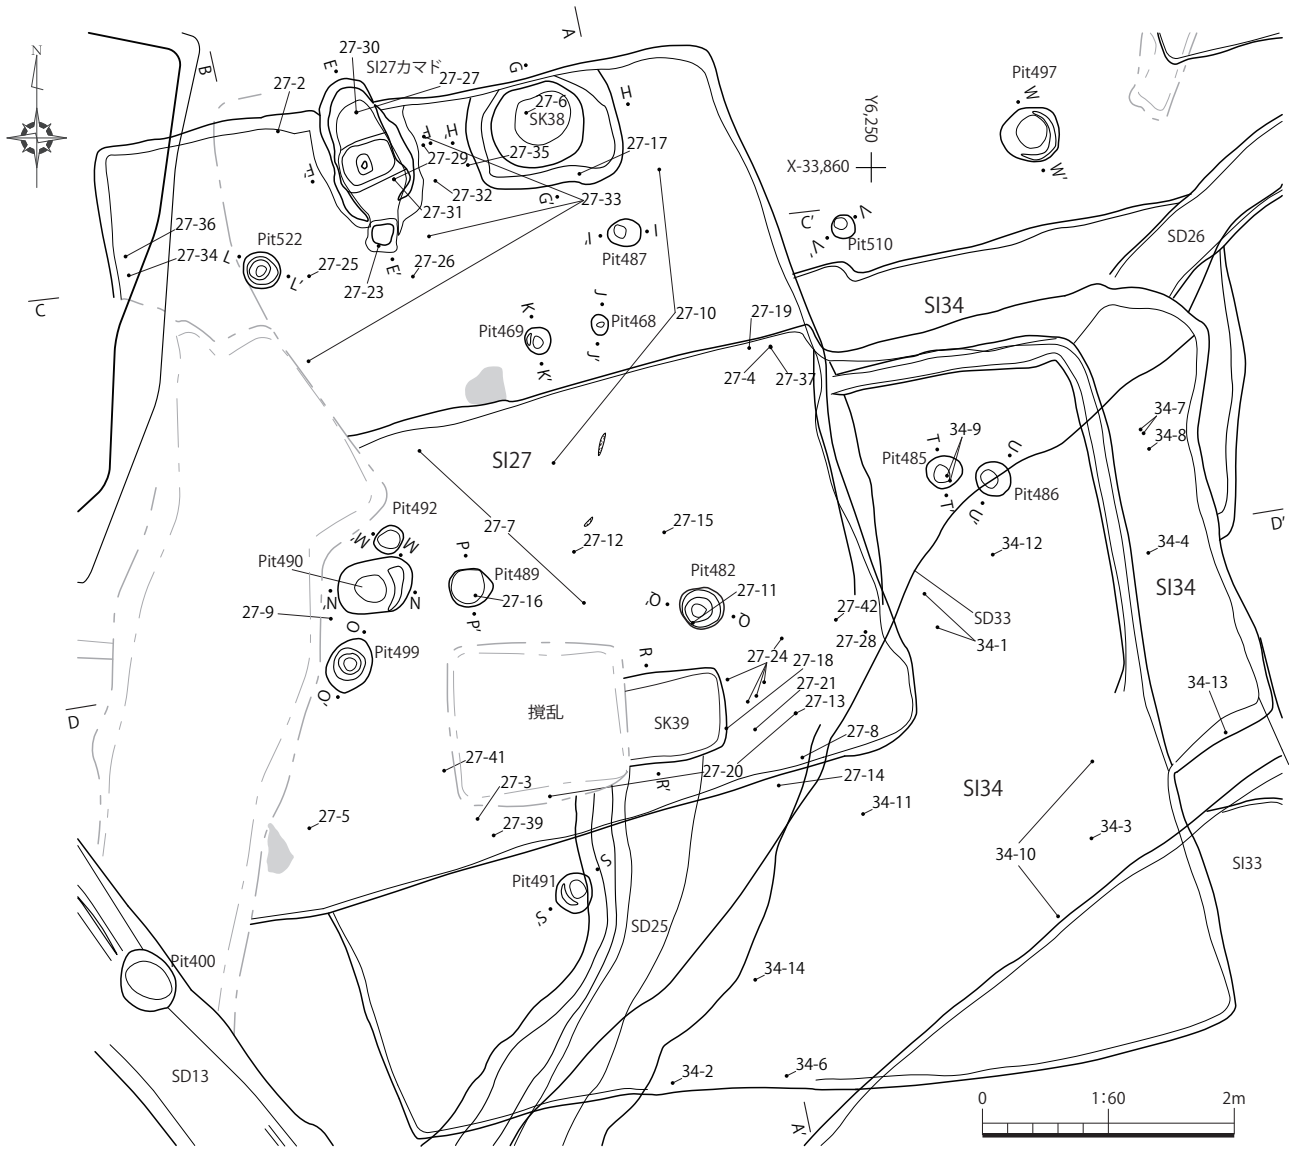 N
B
27-2
27-30
E'
SI27カマド
27-27
G
A
H
27-6
SK38
27-17
F
H'
27-29
27-35
F'
27-32
27-31
G'
27-33
Pit497
W
W'
Y6,250
X-33,860
C'
V
V'
Pit510
SD26
27-36
27-34
Pit522
L
L'
27-25
27-23
E'
27-26
I'
I
Pit487
C
K
Pit469
K'
J
Pit468
J'
27-10
27-19
27-4
27-37
SI34
34-7
34-8
34-9
T
Pit485
T'
U
Pit486
U'
SI27
27-7
27-12
27-15
34-12
34-4
D'
SI34
Pit492
M'
M
Pit490
N'
N
P
Pit489
27-16
P'
Pit482
27-11
Q'
Q
27-42
27-28
SD33
34-1
27-9
O
Pit499
O'
R
27-24
27-18
27-21
27-13
34-13
D
撹乱
SK39
27-8
27-41
27-3
27-20
R'
27-14
34-11
SI34
34-3
27-5
27-39
34-10
SI33
S
Pit491
S'
SD25
Pit400
34-14
SD13
34-2
34-6
A'
0
1:60
2m